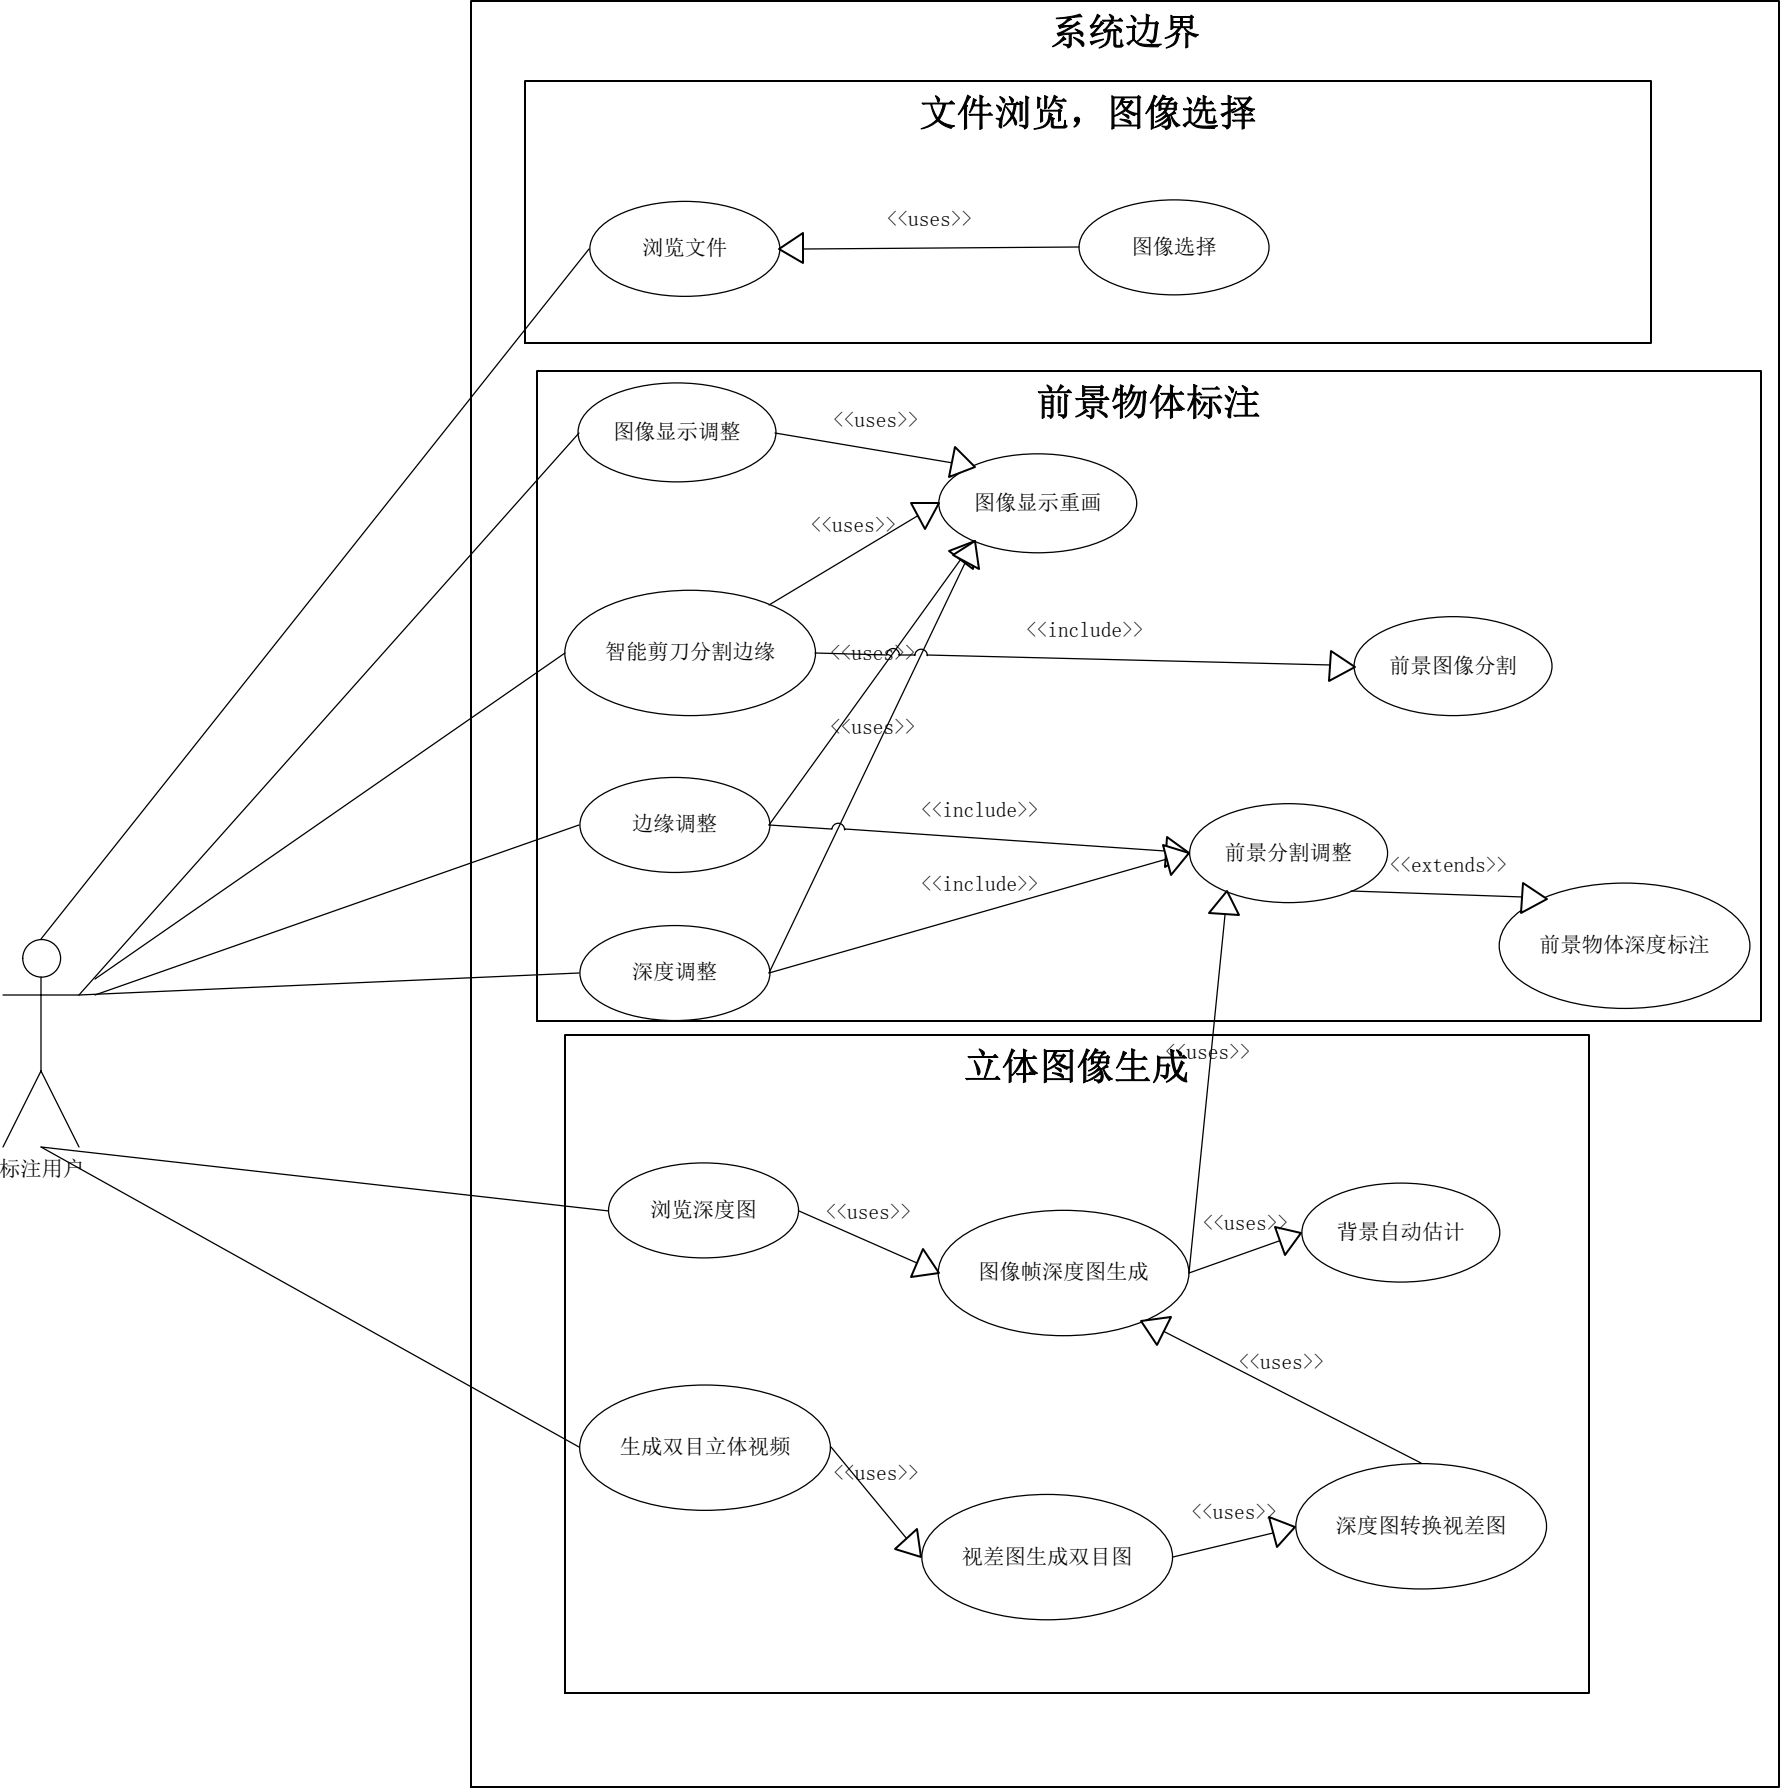 系统边界
文件浏览，图像选择
<<uses>>
浏览文件
图像选择
前景物体标注
图像显示调整
<<uses>>
图像显示重画
<<uses>>
智能剪刀分割边缘
<<uses>>
<<include>>
前景图像分割
<<uses>>
边缘调整
<<include>>
前景分割调整
<<extends>>
<<include>>
深度调整
前景物体深度标注
立体图像生成
<<uses>>
标注用户
浏览深度图
<<uses>>
图像帧深度图生成
<<uses>>
背景自动估计
<<uses>>
生成双目立体视频
<<uses>>
视差图生成双目图
<<uses>>
深度图转换视差图